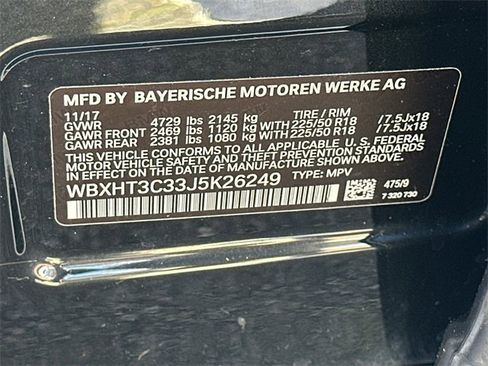 MFD BY BAYERISCHE MOTOREN WERKE AG
11/17 TIRE / RIM
GVWR 4729 lbs 2145 kg
GAWR FRONT 2469 lbs 1120 kg WITH 225/50 R18 /7.5Jx18
GAWR REAR 2381 lbs 1080 kg WITH 225/50 R18 /7.5Jx18
THIS VEHICLE CONFORMS TO ALL APPLICABLE U. S. FEDERAL
MOTOR VEHICLE SAFETY, BUMPER, AND THEFT PREVENTION
STANDARDS IN EFFECT ON THE DATE OF MANUFACTURE SHOWN ABOVE.
WBXHT3C33J5K26249 TYPE: MPV
475/9
7 320 730